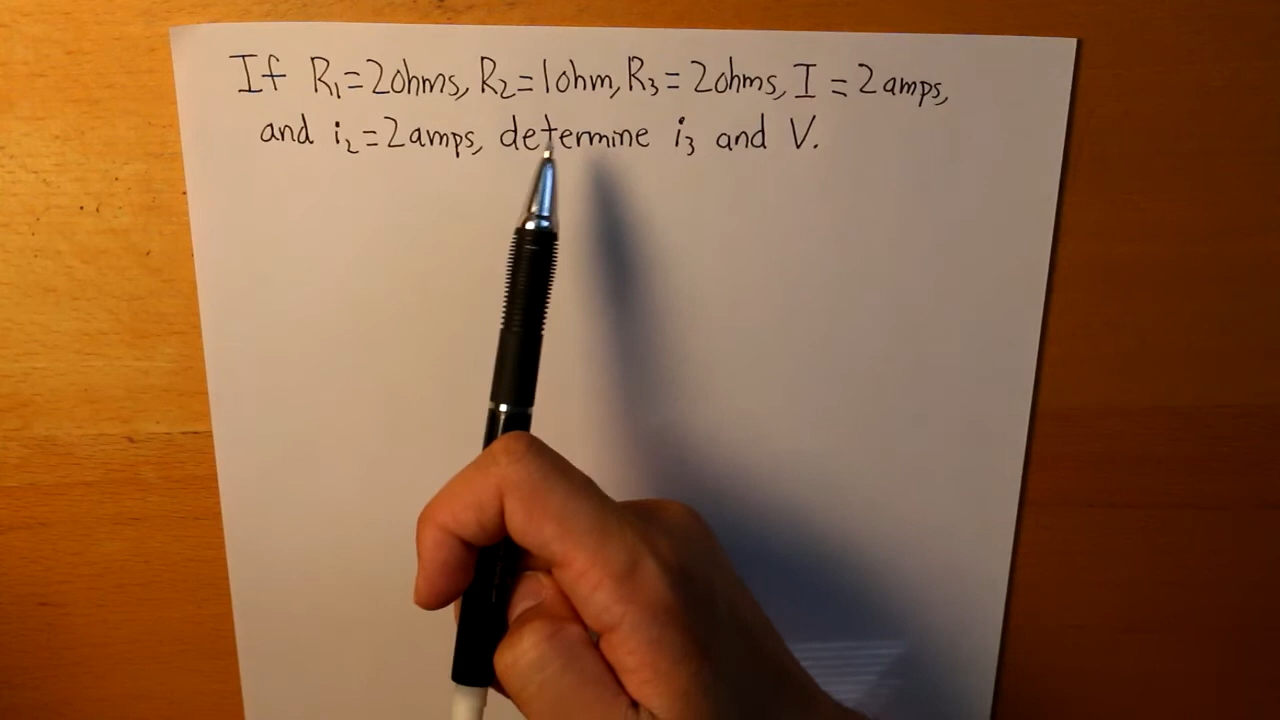 If R₁=2ohms, R₂=1ohm, R₃=2ohms, I=2amps,
and i₂=2amps, determine i₃ and V.